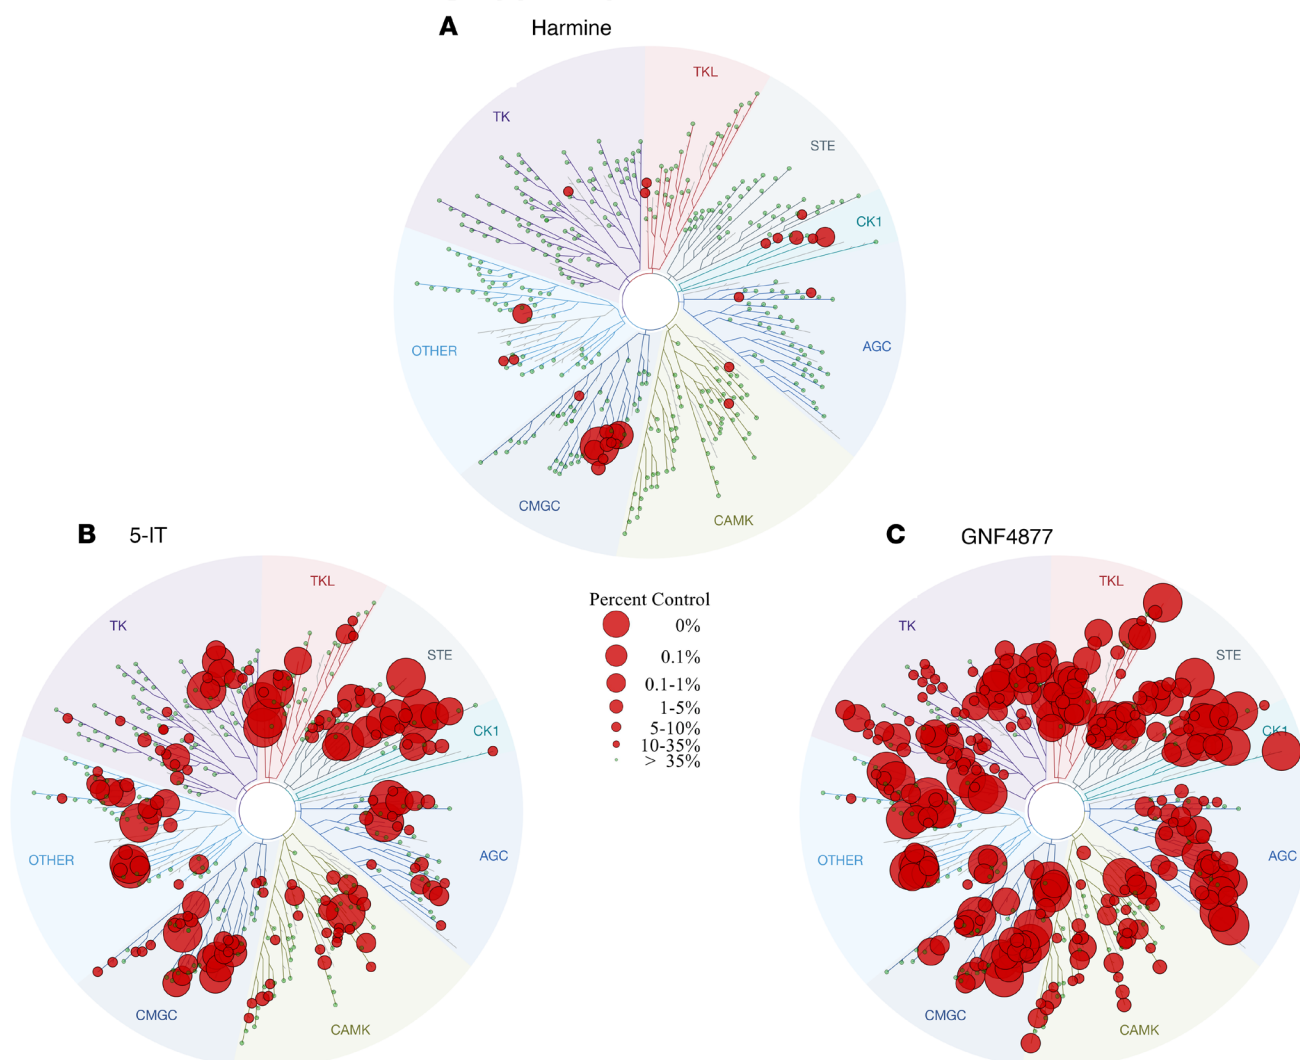 A Harmine
TKL
TK
STE
CK1
OTHER
AGC
CMGC
CAMK
B 5-IT
TKL
TK
STE
CK1
OTHER
AGC
CMGC
CAMK
Percent Control
0%
0.1%
0.1-1%
1-5%
5-10%
10-35%
> 35%
C GNF4877
TKL
TK
STE
CK1
OTHER
AGC
CMGC
CAMK